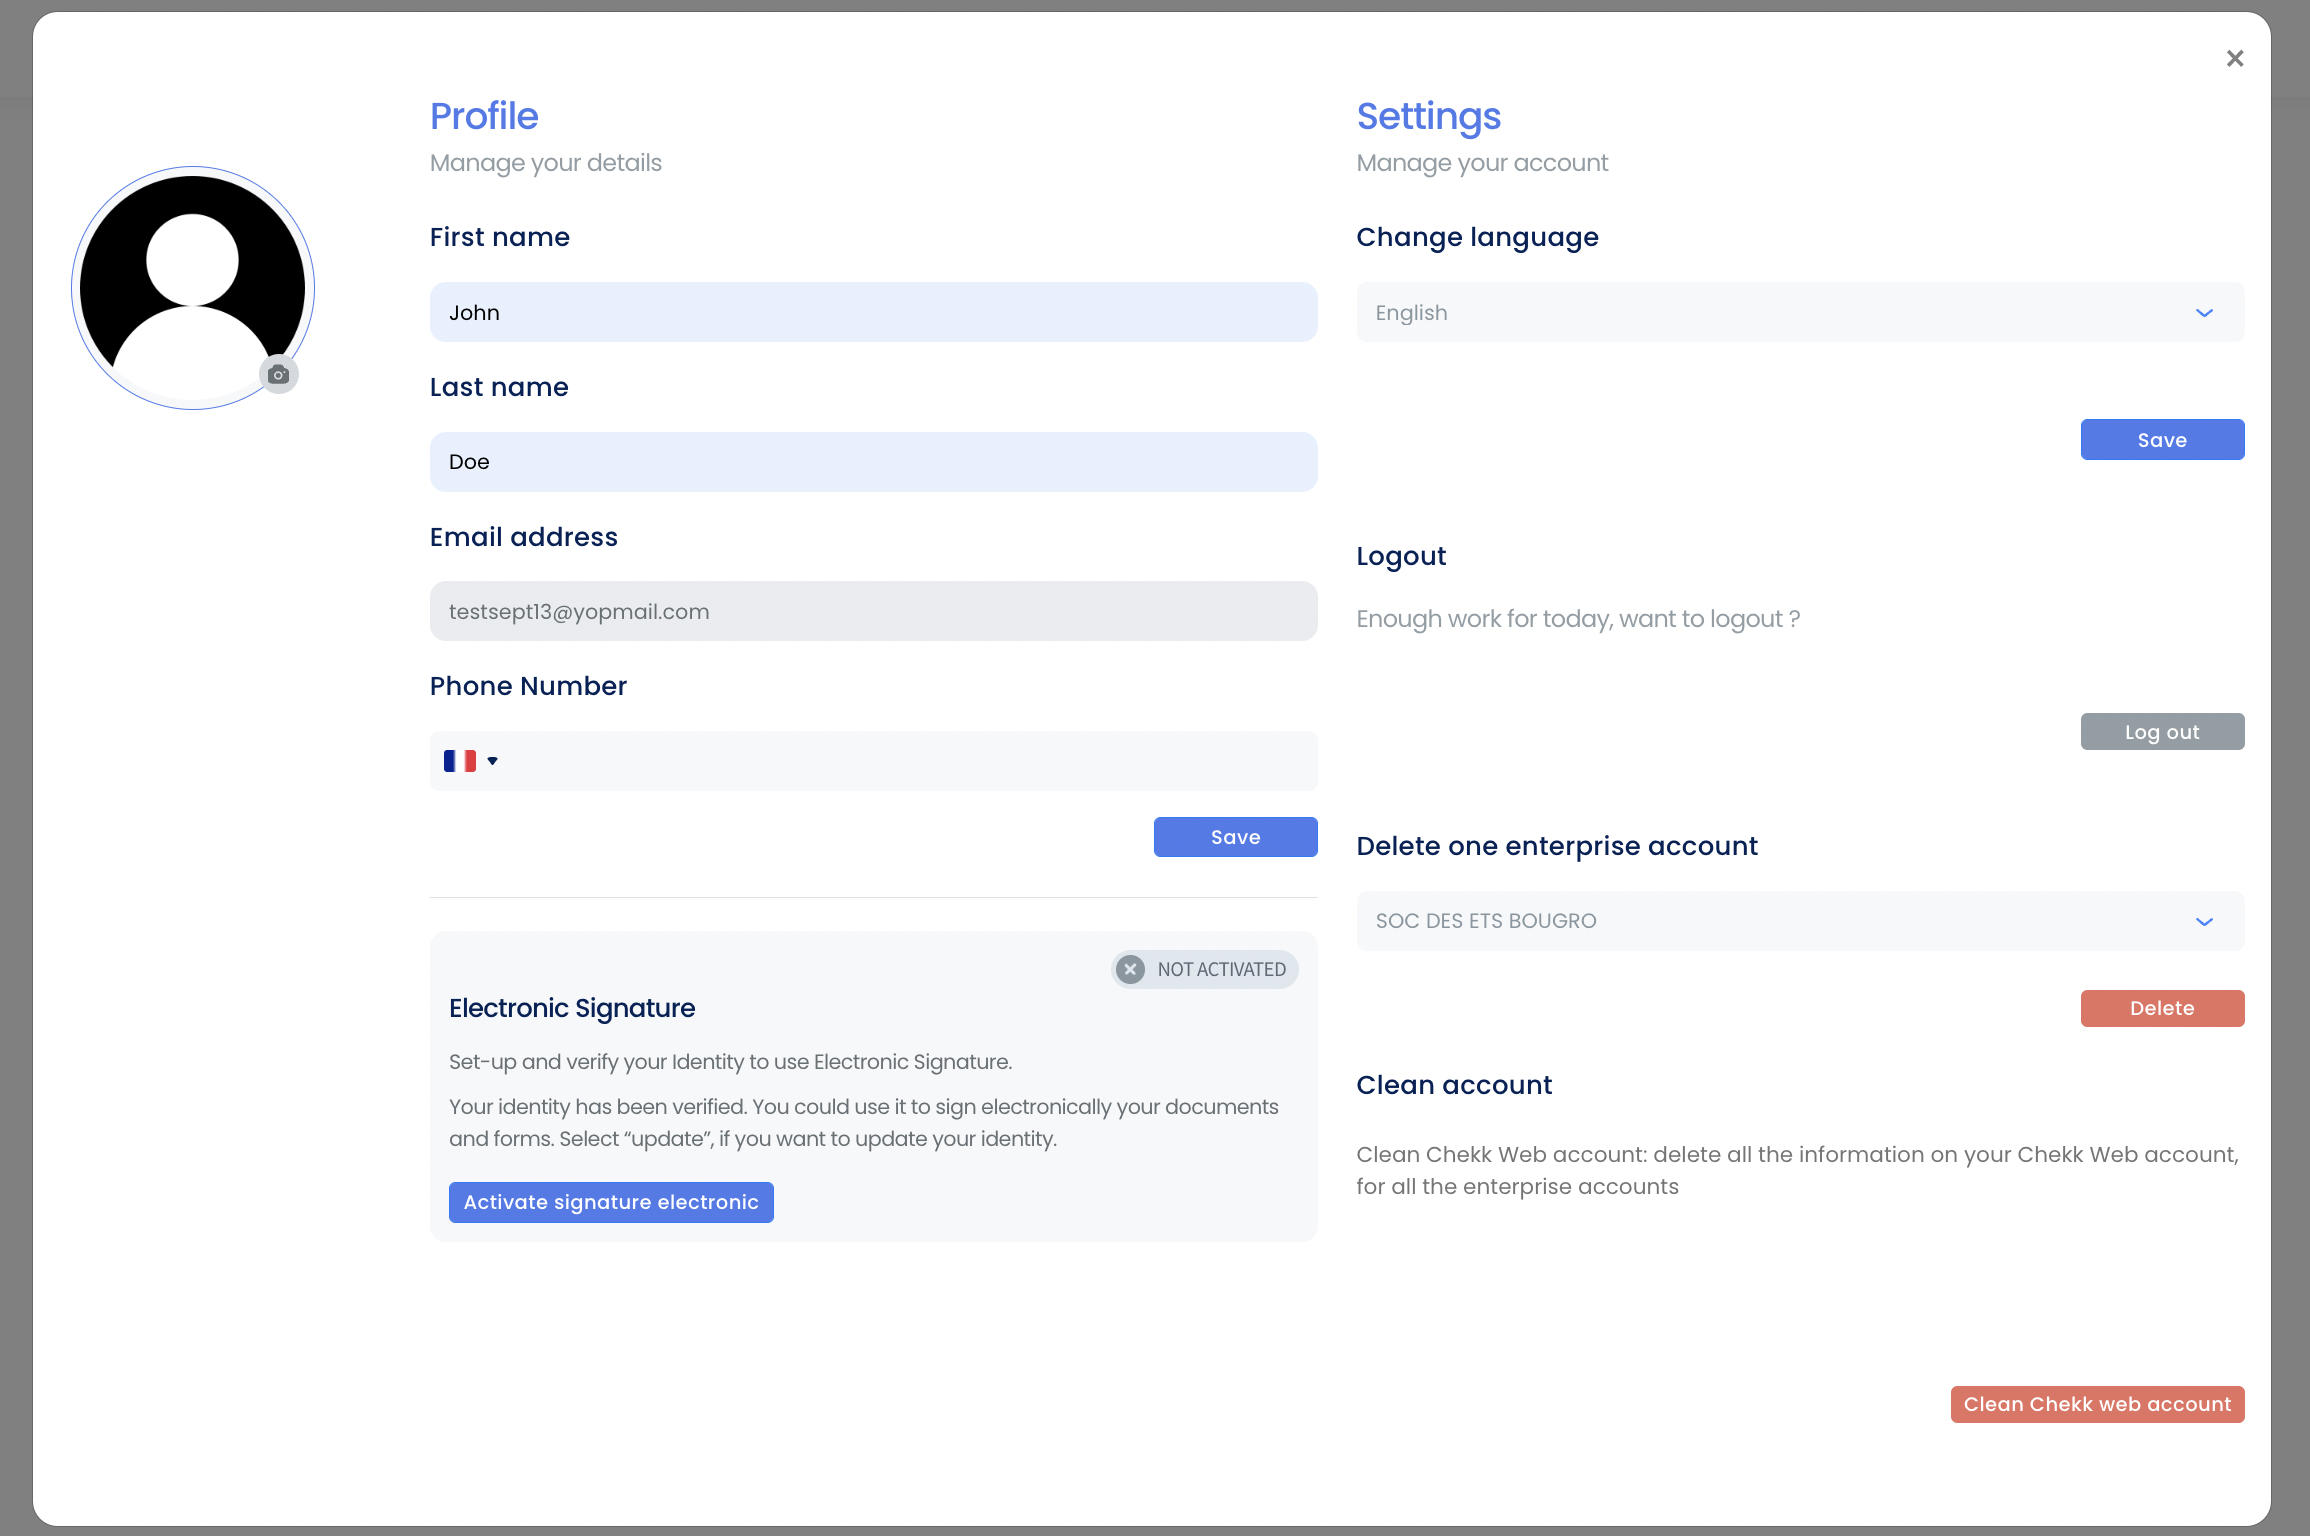 Profile
Manage your details
First name
John
Last name
Doe
Email address
testsept13@yopmail.com
Phone Number
Save
NOT ACTIVATED
Electronic Signature
Set-up and verify your Identity to use Electronic Signature.
Your identity has been verified. You could use it to sign electronically your documents
and forms. Select “update”, if you want to update your identity.
Activate signature electronic
Settings
Manage your account
Change language
English
Save
Logout
Enough work for today, want to logout ?
Log out
Delete one enterprise account
SOC DES ETS BOUGRO
Delete
Clean account
Clean Chekk Web account: delete all the information on your Chekk Web account,
for all the enterprise accounts
Clean Chekk web account